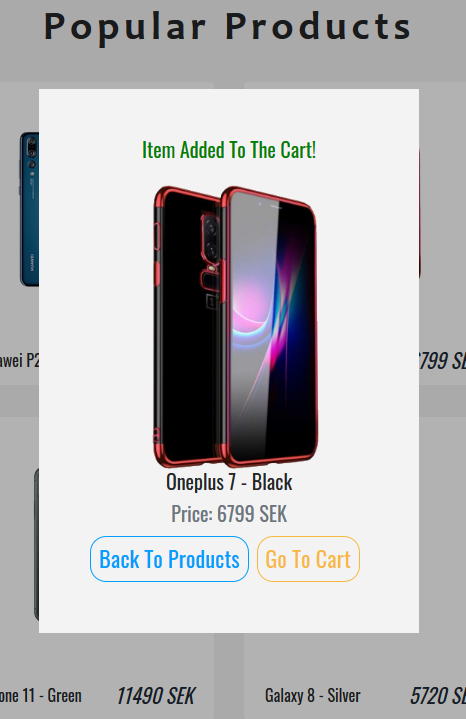 Popular Products
Item Added To The Cart!
awei P2
799 SE
Oneplus 7 - Black
Price: 6799 SEK
Back To Products
Go To Cart
one 11 - Green
11490 SEK
Galaxy 8 - Silver
5720 SE